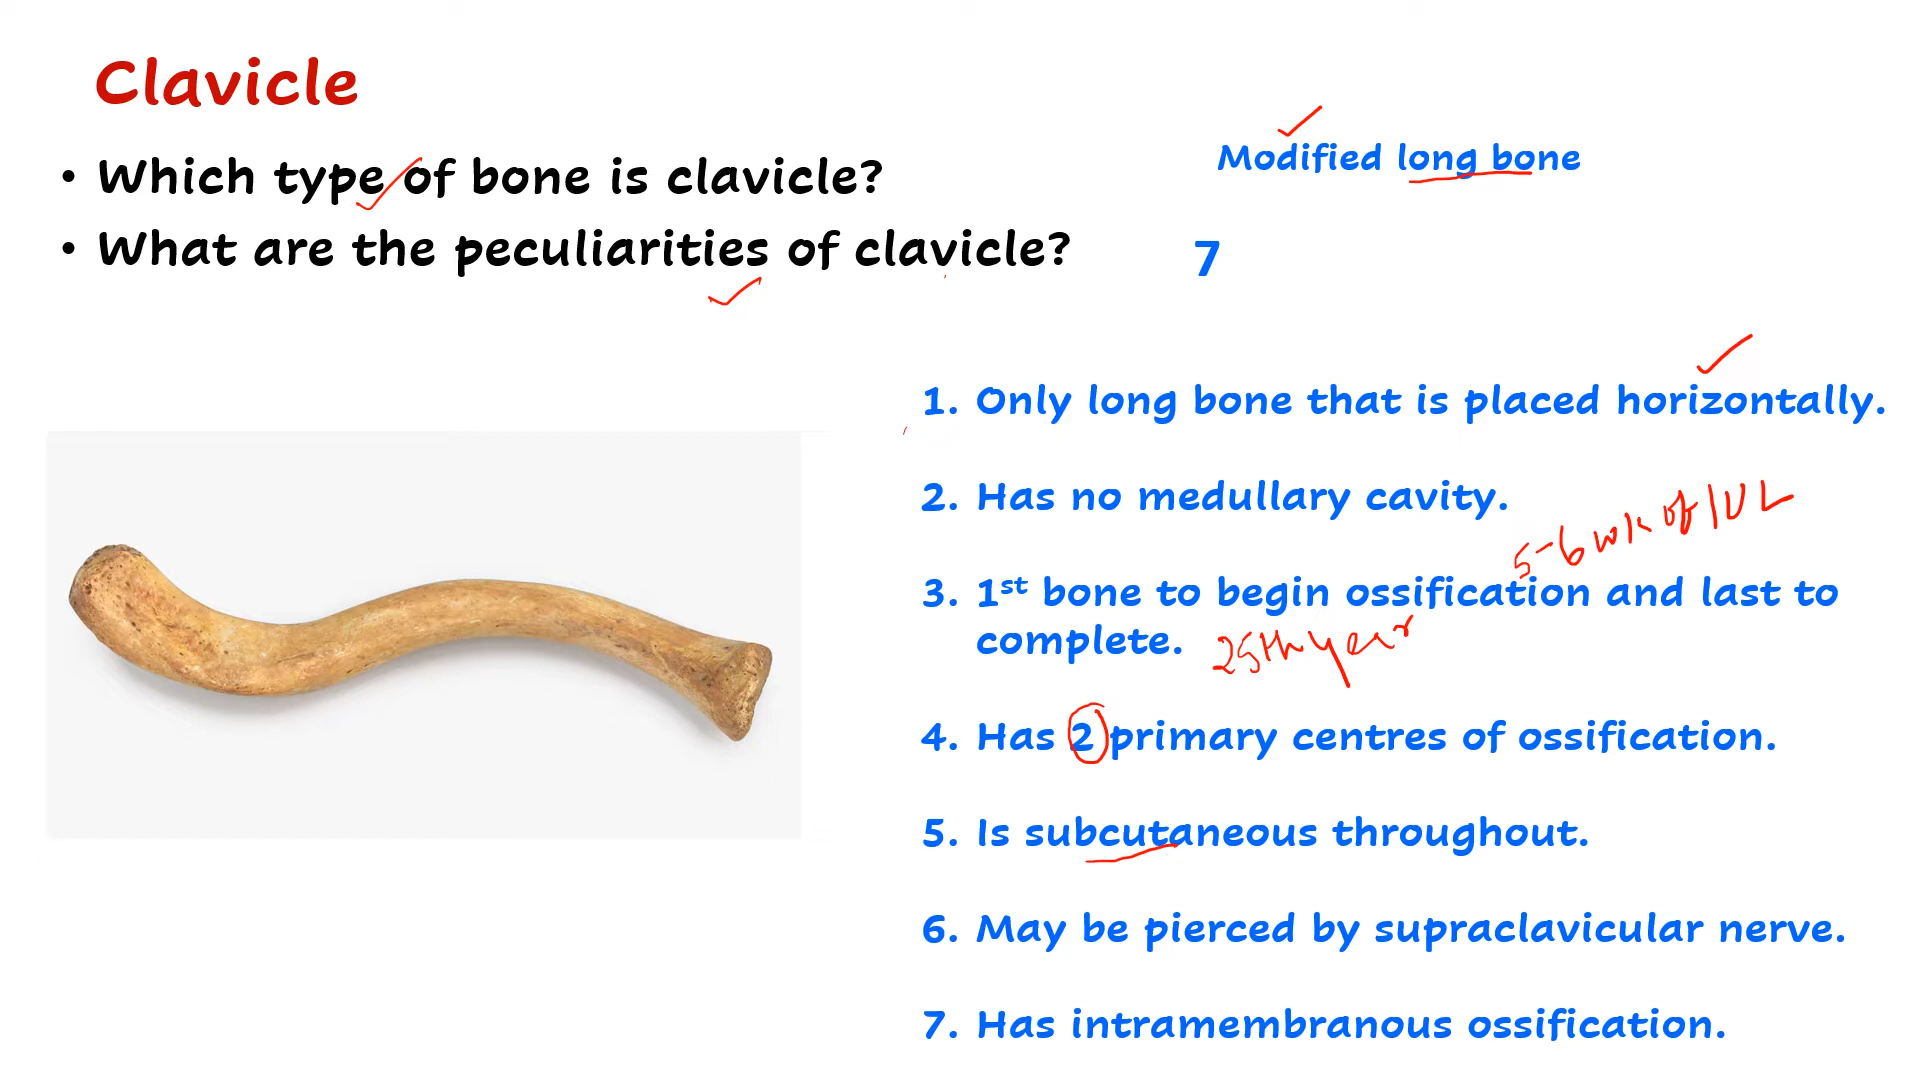 Clavicle
• Which type of bone is clavicle?
Modified long bone
• What are the peculiarities of clavicle?
7
1. Only long bone that is placed horizontally.
2. Has no medullary cavity.
5-6 wk of IUL
3. 1st bone to begin ossification and last to
complete. 25th year
4. Has 2 primary centres of ossification.
5. Is subcutaneous throughout.
6. May be pierced by supraclavicular nerve.
7. Has intramembranous ossification.